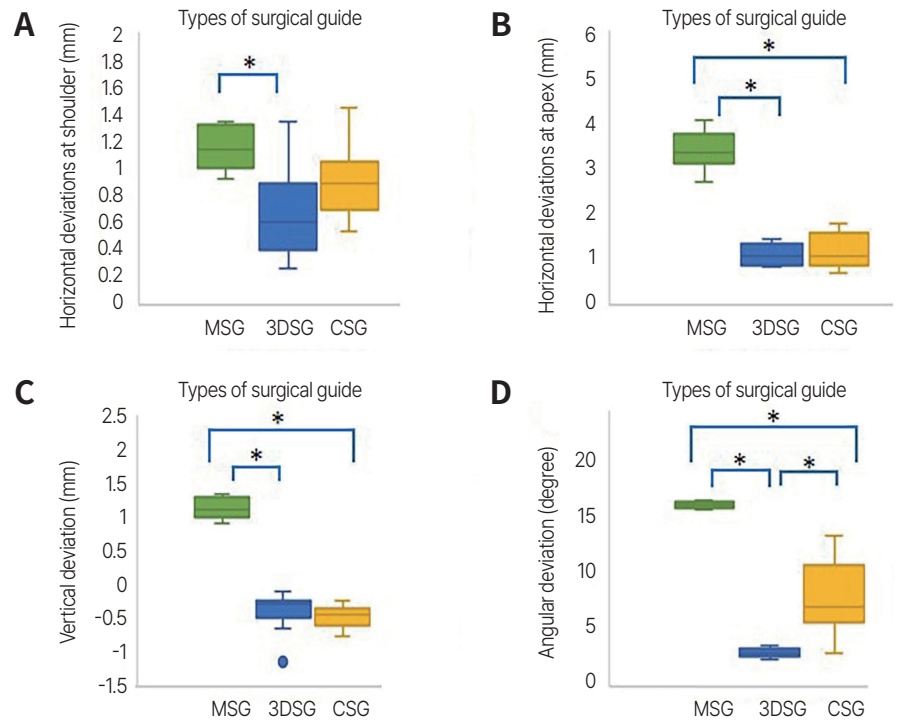 A
Types of surgical guide
Horizontal deviations at shoulder (mm)
2
1.8
1.6
1.4
1.2
1
0.8
0.6
0.4
0.2
0
*
MSG 3DSG CSG
B
Types of surgical guide
Horizontal deviations at apex (mm)
6
5
4
3
2
1
0
*
*
MSG 3DSG CSG
C
Types of surgical guide
Vertical deviation (mm)
2.5
2
1.5
1
0.5
0
-0.5
-1
-1.5
*
*
MSG 3DSG CSG
D
Types of surgical guide
Angular deviation (degree)
20
15
10
5
0
*
* *
MSG 3DSG CSG